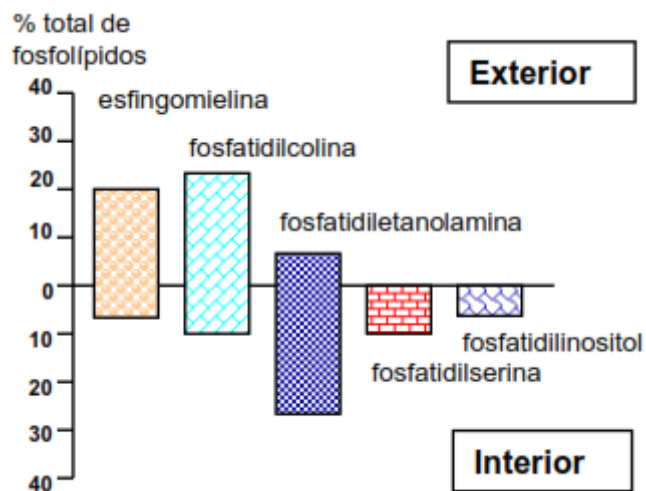 % total de
fosfolípidos
Exterior
40
esfingomielina
30
fosfatidilcolina
20
fosfatidiletanolamina
10
0
10
fosfatidilinositol
fosfatidilserina
20
30
Interior
40